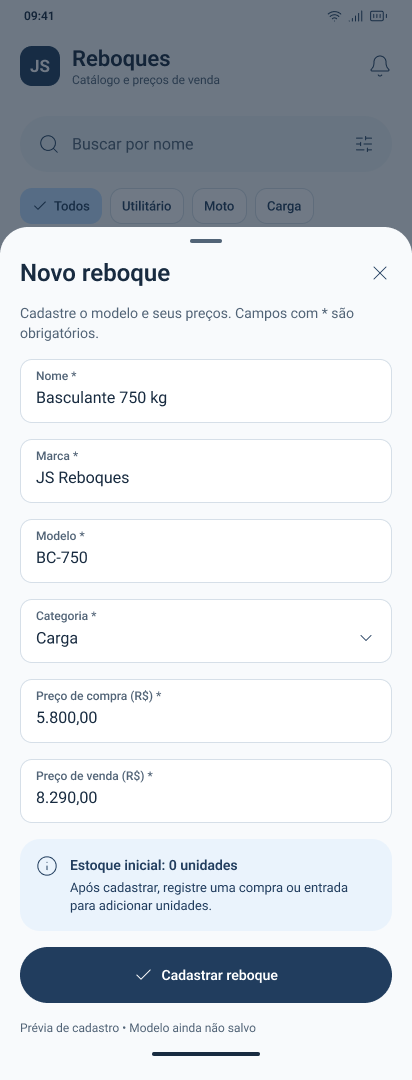 09:41
JS
Reboques
Catálogo e preços de venda
Buscar por nome
Todos
Utilitário
Moto
Carga
Novo reboque
Cadastre o modelo e seus preços. Campos com * são
obrigatórios.
Nome *
Basculante 750 kg
Marca *
JS Reboques
Modelo *
BC-750
Categoria *
Carga
Preço de compra (R$) *
5.800,00
Preço de venda (R$) *
8.290,00
Estoque inicial: 0 unidades
Após cadastrar, registre uma compra ou entrada
para adicionar unidades.
Cadastrar reboque
Prévia de cadastro • Modelo ainda não salvo